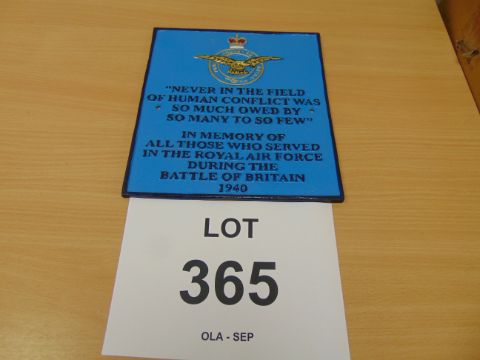 "NEVER IN THE FIELD
OF HUMAN CONFLICT WAS
SO MUCH OWED BY
SO MANY TO SO FEW"
IN MEMORY OF
ALL THOSE WHO SERVED
IN THE ROYAL AIR FORCE
DURING THE
BATTLE OF BRITAIN
1940
LOT
365
OLA - SEP